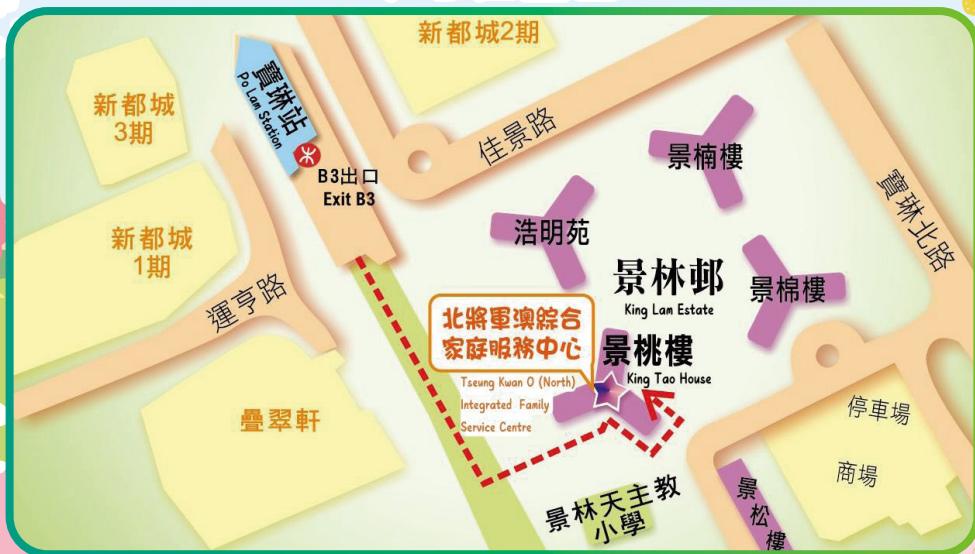 新都城2期
新都城
3期
寶琳站
Po Lam Station
B3出口
Exit B3
佳景路
景楠樓
寶琳北路
新都城
1期
浩明苑
運亨路
景林邨
King Lam Estate
景棉樓
北將軍澳綜合
家庭服務中心
Tseung Kwan O (North)
Integrated Family
Service Centre
景桃樓
King Tao House
疊翠軒
停車場
商場
景林天主教
小學
景松樓